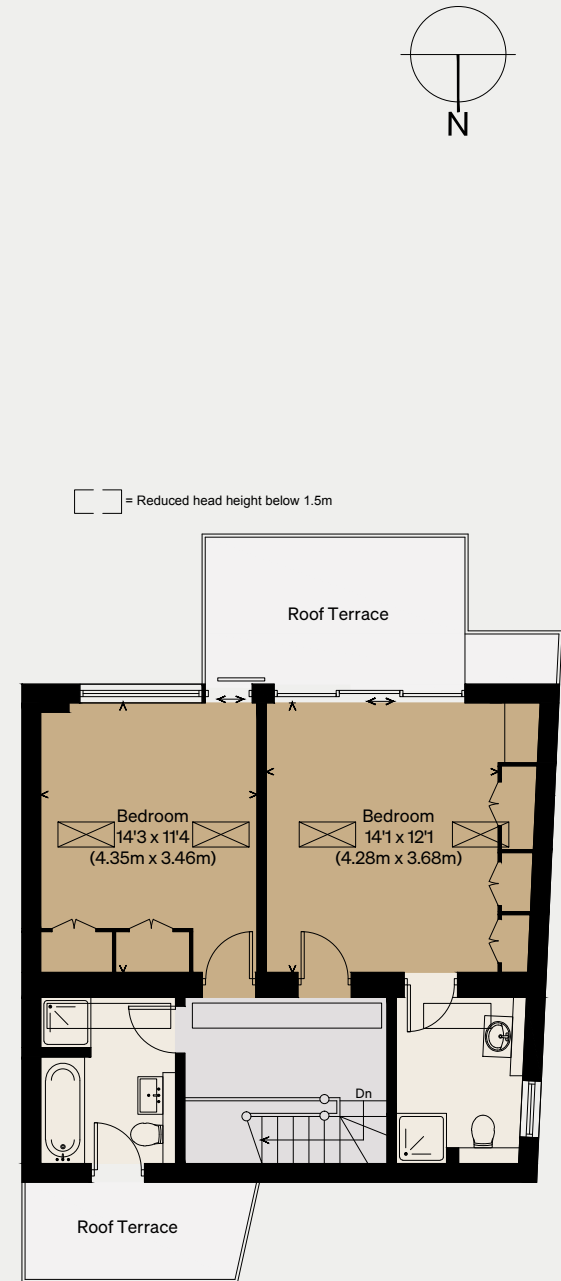 N
= Reduced head height below 1.5m
Roof Terrace
Bedroom
14'3 x 11'4
(4.35m x 3.46m)
Bedroom
14'1 x 12'1
(4.28m x 3.68m)
Dn
Roof Terrace